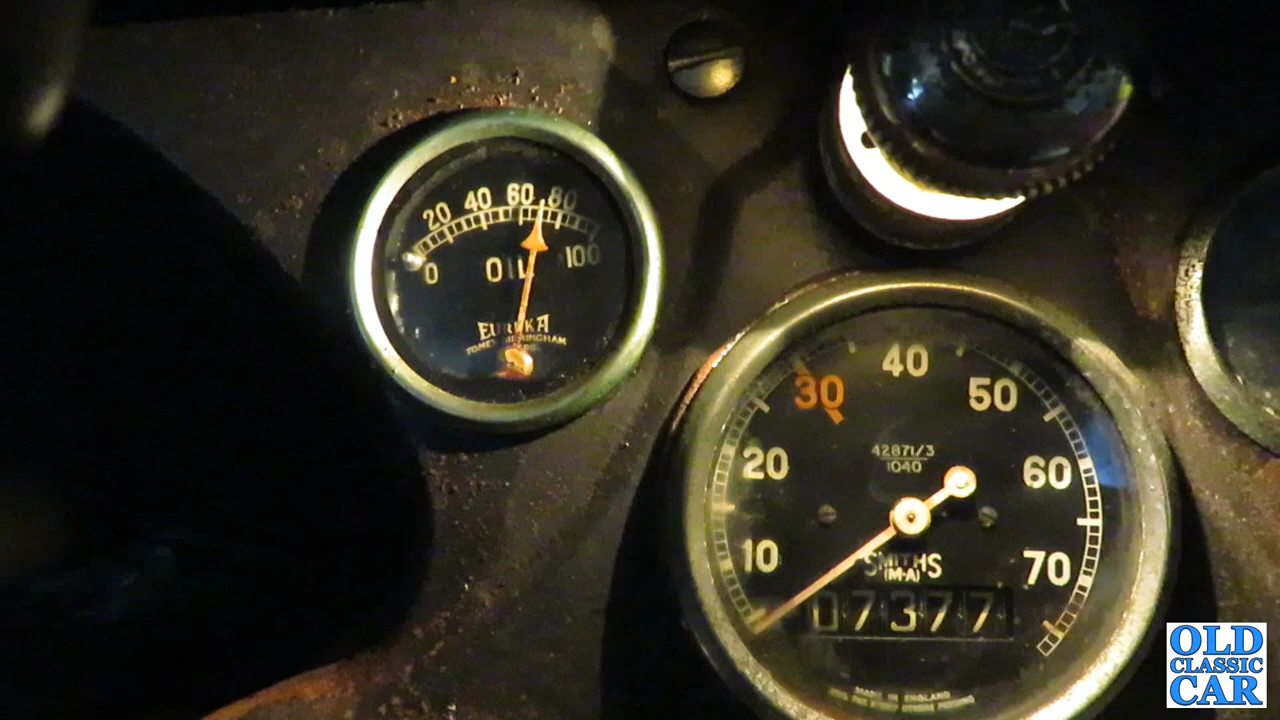 20 40 60 80
0 OIL 100
EUREKA
BIRMINGHAM
40
30 50
20 60
10 70
42871/3
1040
SMITHS
(M·A)
07377
MADE IN ENGLAND
OLD
CLASSIC
CAR